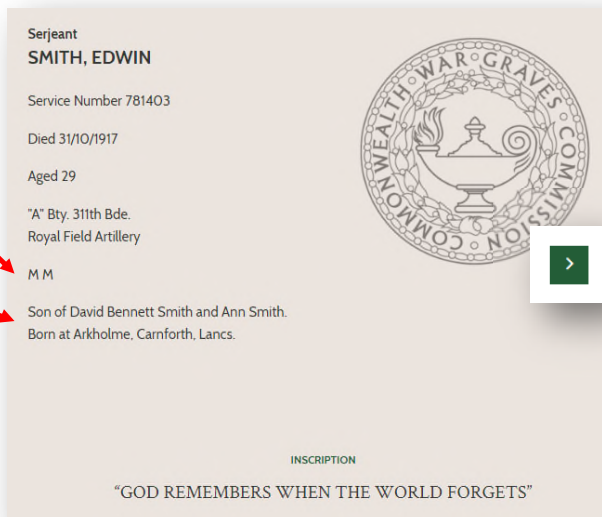 Serjeant
SMITH, EDWIN
Service Number 781403
Died 31/10/1917
Aged 29
"A" Bty. 311th Bde.
Royal Field Artillery
M M
Son of David Bennett Smith and Ann Smith.
Born at Arkholme, Carnforth, Lancs.
COMMONWEALTH WAR GRAVES COMMISSION
INSCRIPTION
“GOD REMEMBERS WHEN THE WORLD FORGETS”